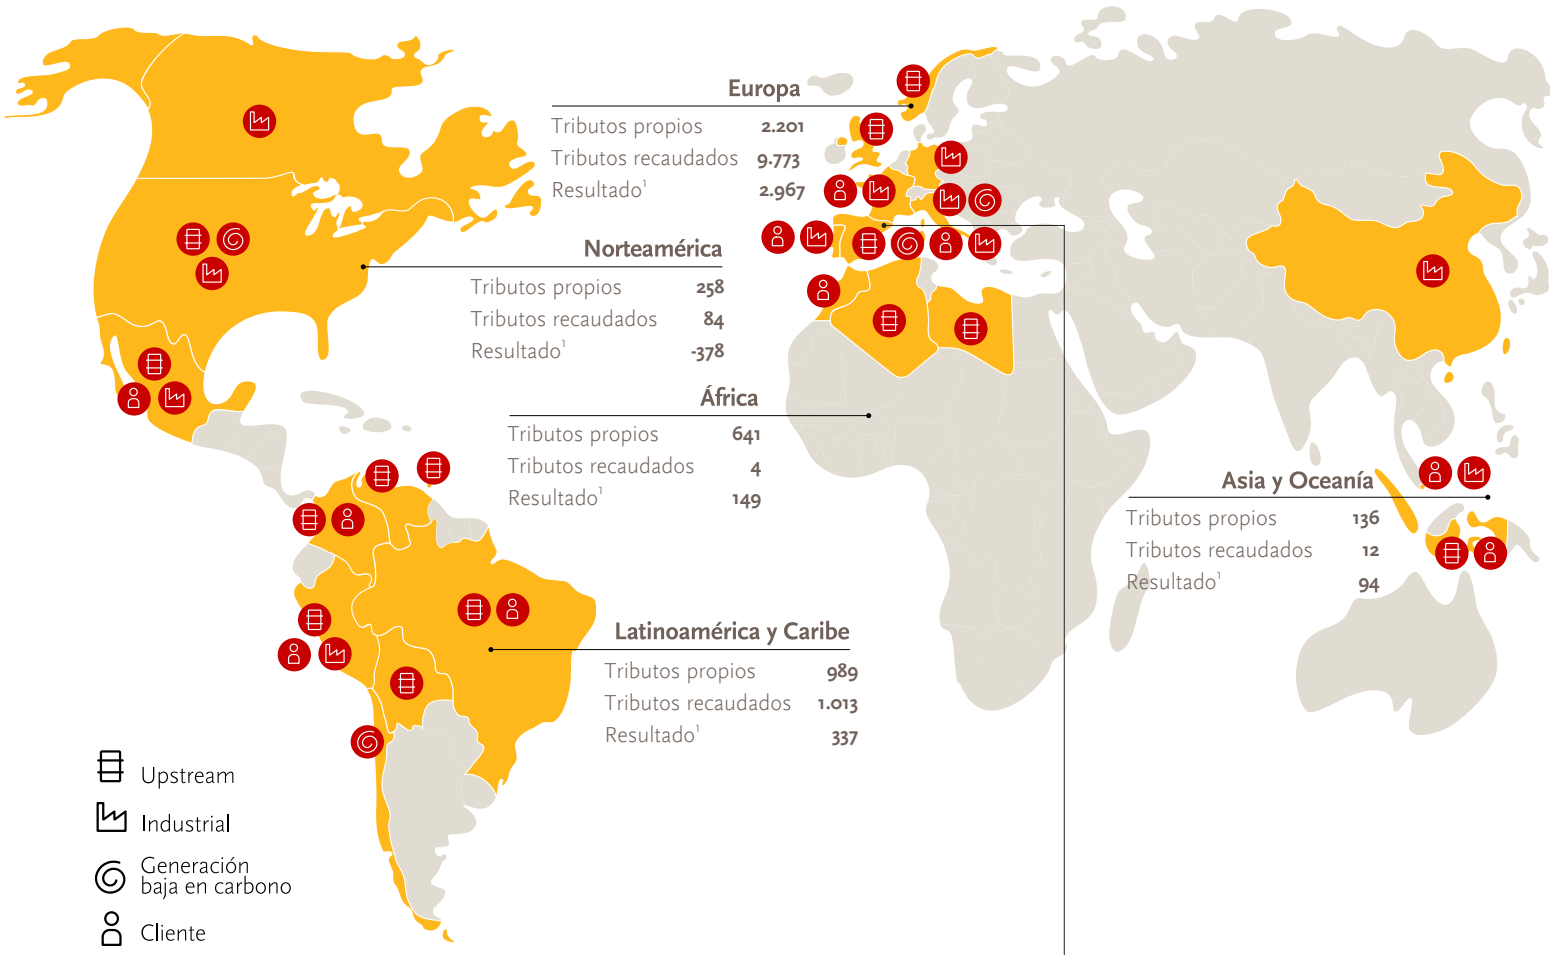 Europa
Tributos propios 2.201
Tributos recaudados 9.773
Resultado¹ 2.967
Norteamérica
Tributos propios 258
Tributos recaudados 84
Resultado¹ -378
África
Tributos propios 641
Tributos recaudados 4
Resultado¹ 149
Asia y Oceanía
Tributos propios 136
Tributos recaudados 12
Resultado¹ 94
Latinoamérica y Caribe
Tributos propios 989
Tributos recaudados 1.013
Resultado¹ 337
Upstream
Industrial
Generación
baja en carbono
Cliente